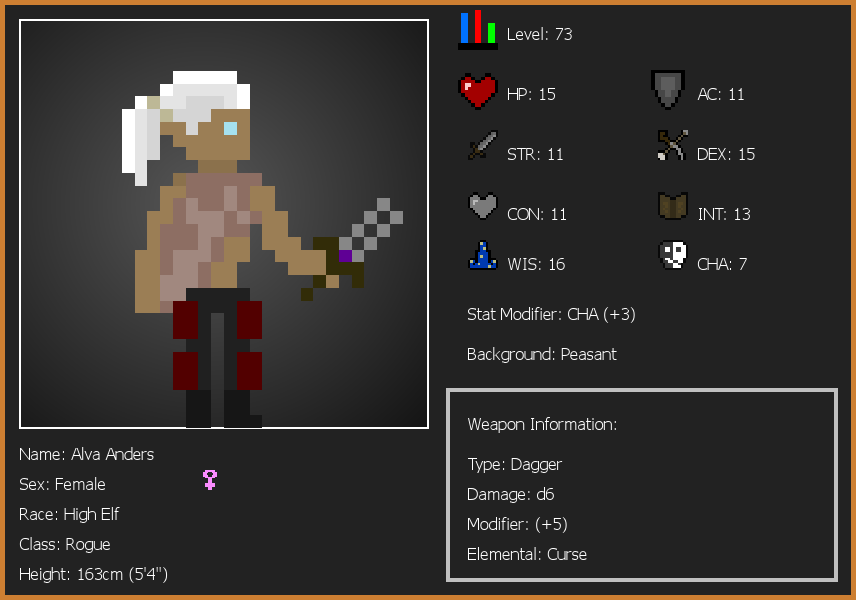 Level: 73
HP: 15
AC: 11
STR: 11
DEX: 15
CON: 11
INT: 13
WIS: 16
CHA: 7
Stat Modifier: CHA (+3)
Background: Peasant
Weapon Information:
Type: Dagger
Damage: d6
Modifier: (+5)
Elemental: Curse
Name: Alva Anders
Sex: Female
Race: High Elf
Class: Rogue
Height: 163cm (5'4")